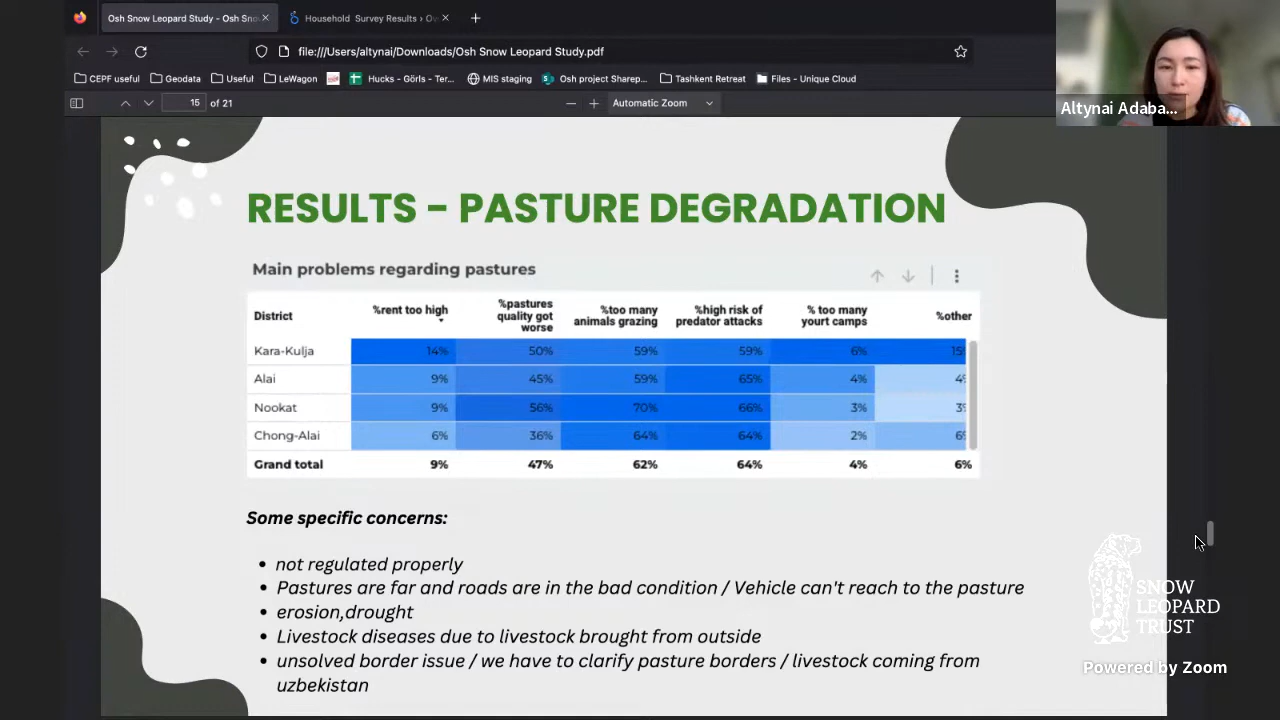 Osh Snow Leopard Study - Osh Sno
Household Survey Results › Ov
file:///Users/altynai/Downloads/Osh Snow Leopard Study.pdf
CEPF useful Geodata Useful LeWagon Hucks - Görls - Ter... MIS staging Osh project Sharep... Tashkent Retreat Files - Unique Cloud
15 of 21
Automatic Zoom
Altynai Adaba...
RESULTS - PASTURE DEGRADATION
Main problems regarding pastures
District %rent too high %pastures quality got worse %too many animals grazing %high risk of predator attacks % too many yourt camps %other
Kara-Kulja 14% 50% 59% 59% 6% 15%
Alai 9% 45% 59% 65% 4% 4%
Nookat 9% 56% 70% 66% 3% 3%
Chong-Alai 6% 36% 64% 64% 2% 6%
Grand total 9% 47% 62% 64% 4% 6%
Some specific concerns:
• not regulated properly
• Pastures are far and roads are in the bad condition / Vehicle can't reach to the pasture
• erosion,drought
• Livestock diseases due to livestock brought from outside
• unsolved border issue / we have to clarify pasture borders / livestock coming from
uzbekistan
SNOW
LEOPARD
TRUST
Powered by Zoom